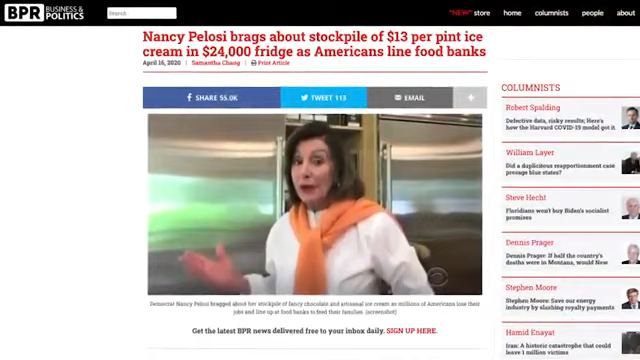 BPR BUSINESS & POLITICS
Search
*NEW* store home columnists people about
Nancy Pelosi brags about stockpile of $13 per pint ice
cream in $24,000 fridge as Americans line food banks
April 16, 2020 | Samantha Chang | Print Article
SHARE 55.0K
TWEET 113
EMAIL
+
Democrat Nancy Pelosi bragged about her stockpile of fancy chocolate and artisanal ice cream as millions of Americans lose their
jobs and line up at food banks to feed their families. (screenshot)
Get the latest BPR news delivered free to your inbox daily. SIGN UP HERE.
COLUMNISTS
Robert Spalding
Defective data, risky results; Here's
how the Harvard COVID-19 model got it
William Layer
Did a duplicitous reapportionment case
presage blue states?
Steve Hecht
Floridians won't buy Biden's socialist
promises
Dennis Prager
Dennis Prager: If half the country's
deaths were in Montana, would New
Stephen Moore
Stephen Moore: Save our energy
industry by slashing royalty payments
Hamid Enayat
Iran: A historic catastrophe that could
leave 1 million victims